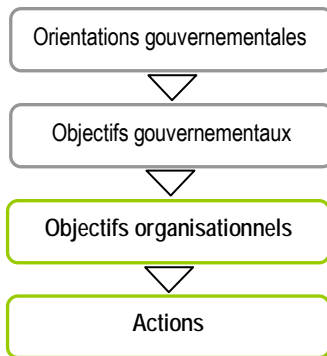 Orientations gouvernementales
Objectifs gouvernementaux
Objectifs organisationnels
Actions